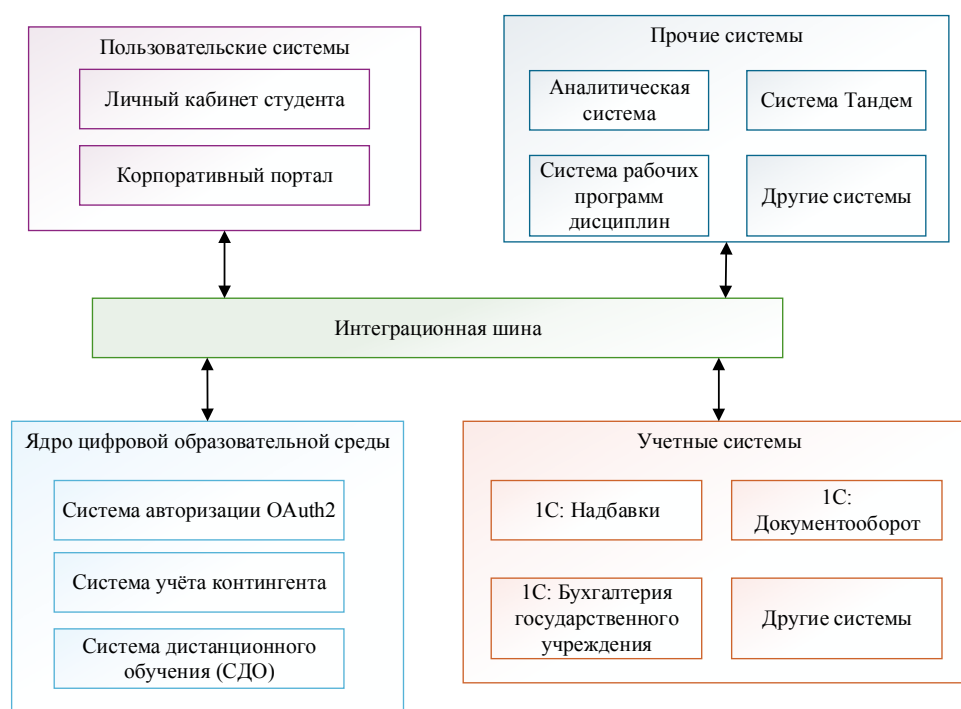 Пользовательские системы
Личный кабинет студента
Корпоративный портал
Прочие системы
Аналитическая
система
Система Тандем
Система рабочих
программ
дисциплин
Другие системы
Интеграционная шина
Ядро цифровой образовательной среды
Система авторизации OAuth2
Система учёта контингента
Система дистанционного
обучения (СДО)
Учетные системы
1С: Надбавки
1С:
Документооборот
1С: Бухгалтерия
государственного
учреждения
Другие системы